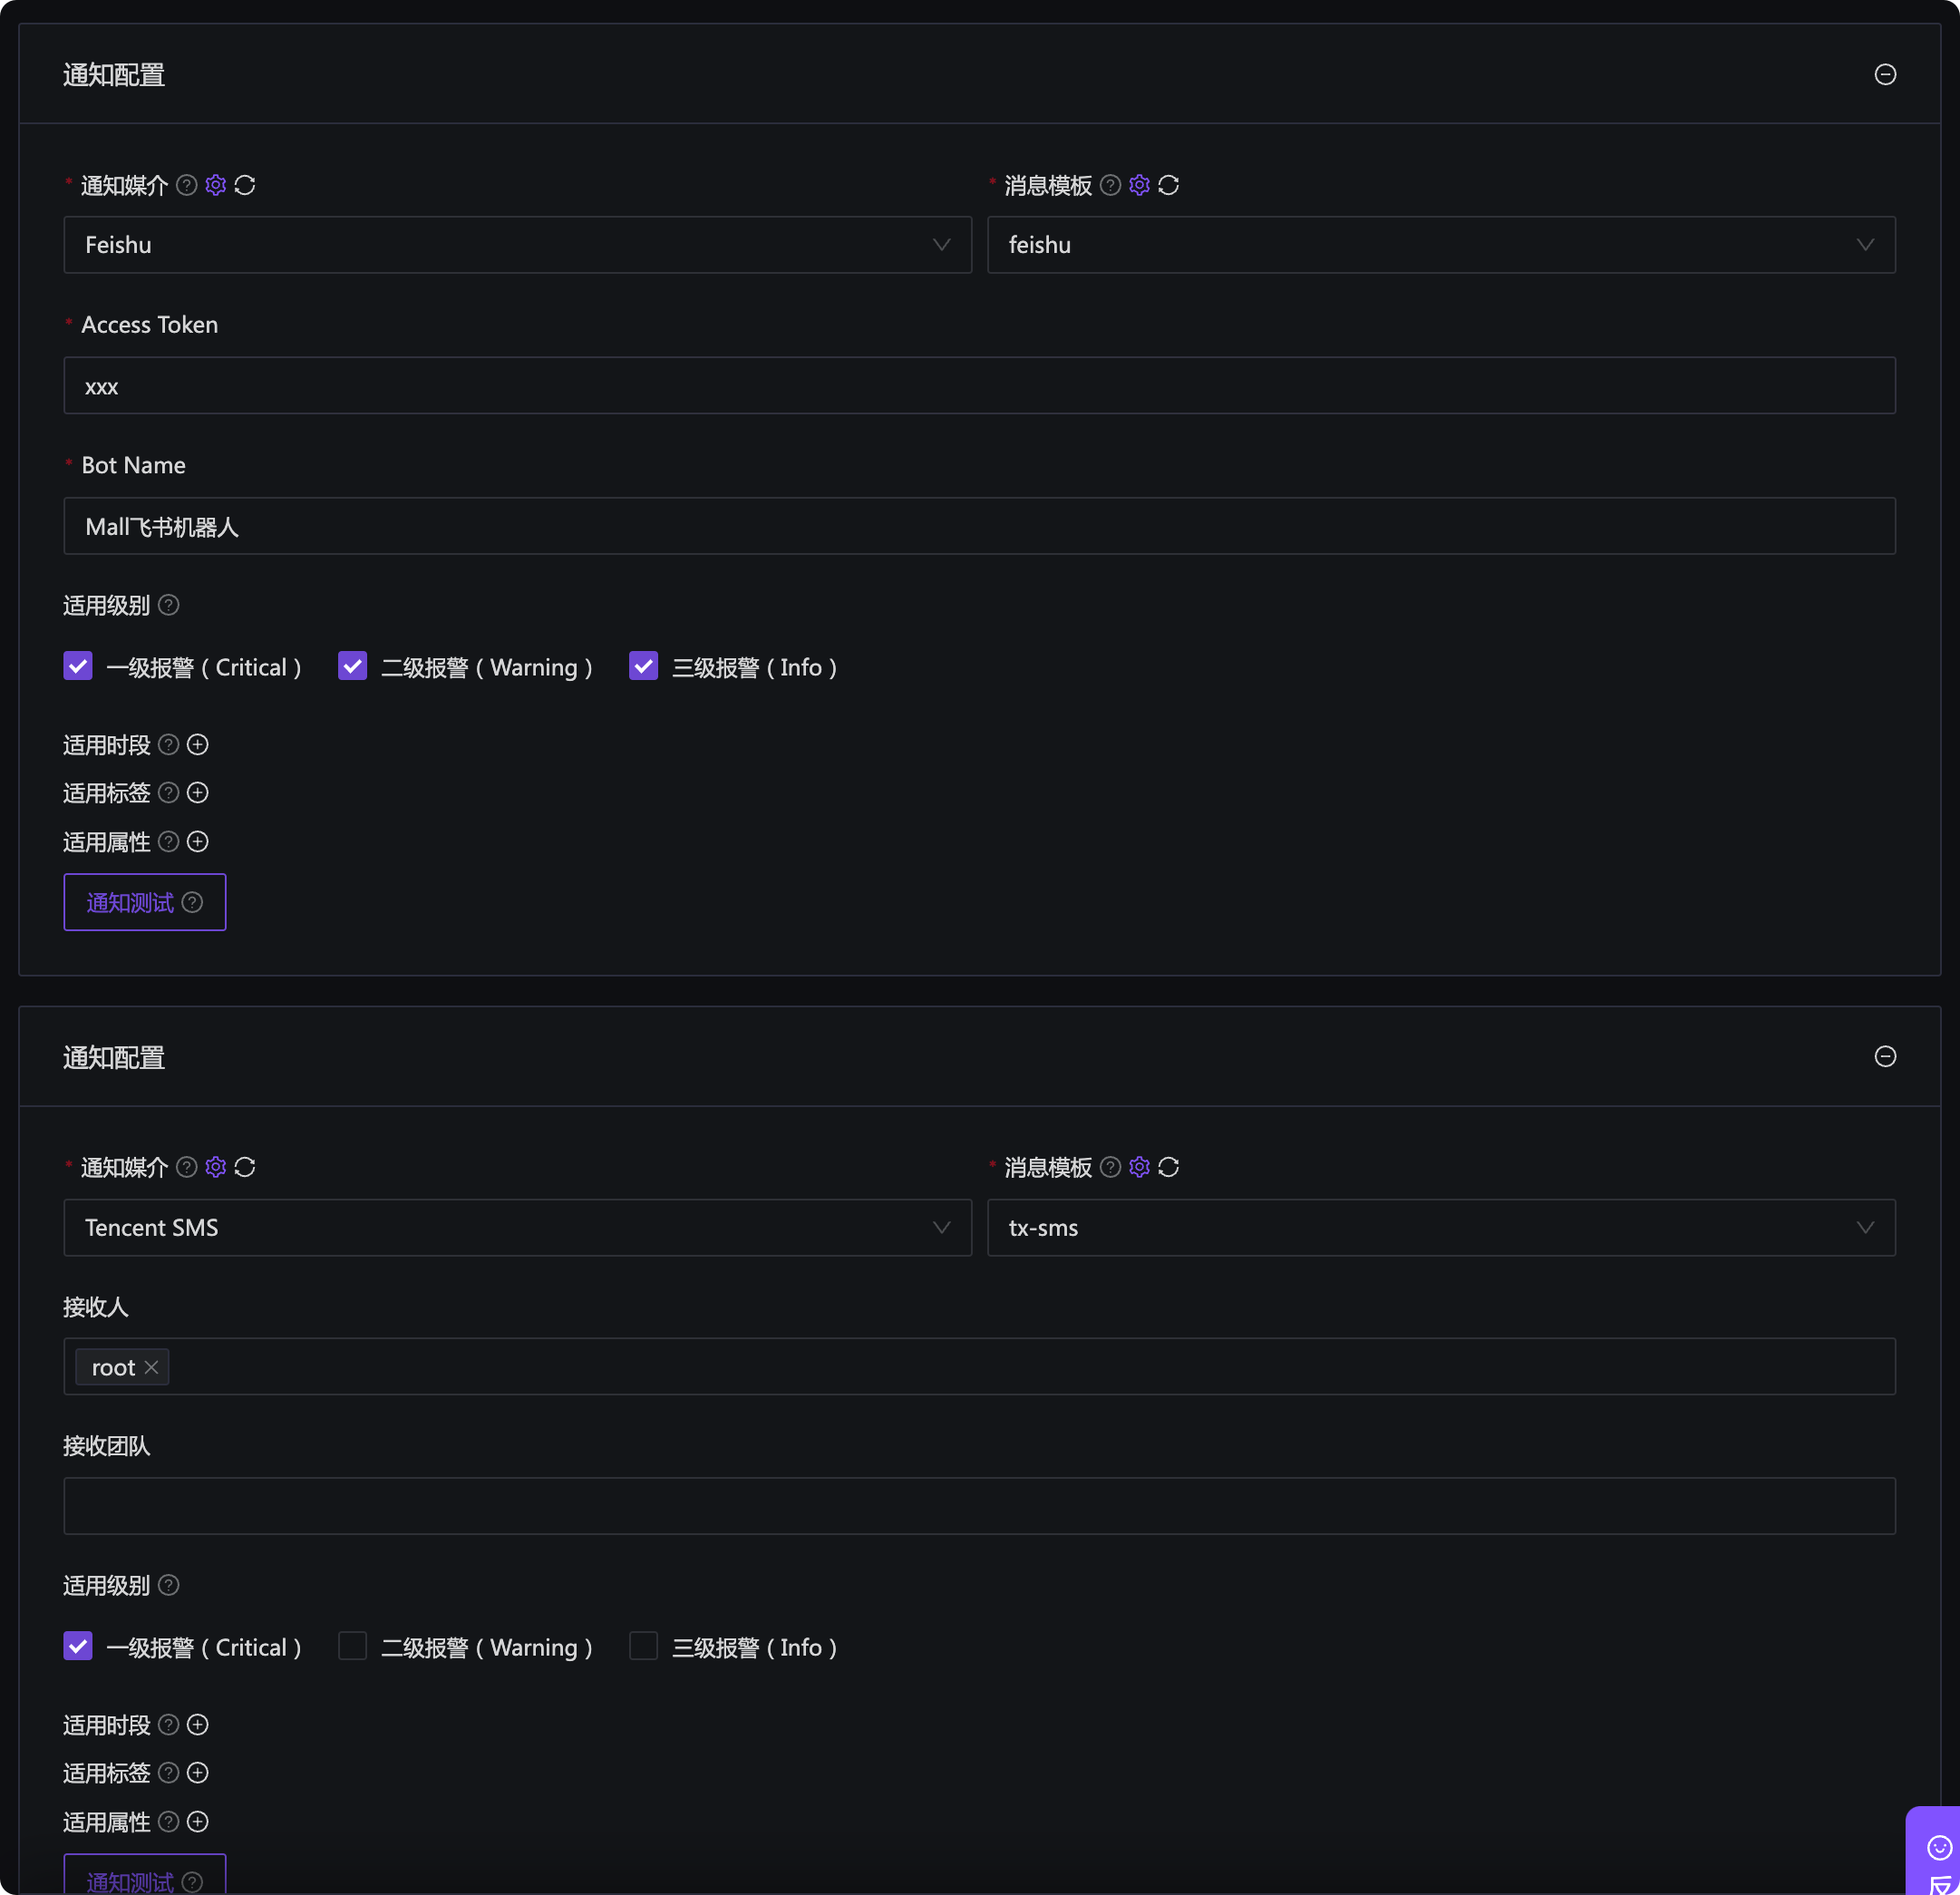 通知配置
* 通知媒介
* 消息模板
Feishu
feishu
* Access Token
xxx
* Bot Name
Mall飞书机器人
适用级别
一级报警 ( Critical ) 二级报警 ( Warning ) 三级报警 ( Info )
适用时段
适用标签
适用属性
通知测试
通知配置
* 通知媒介
* 消息模板
Tencent SMS
tx-sms
接收人
root
接收团队
适用级别
一级报警 ( Critical ) 二级报警 ( Warning ) 三级报警 ( Info )
适用时段
适用标签
适用属性
通知测试
反